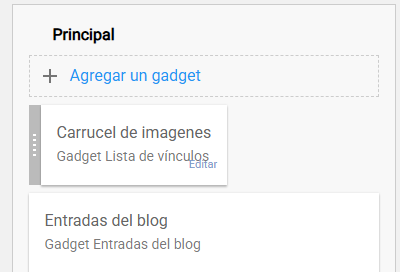 Principal
+ Agregar un gadget
Carrucel de imagenes
Gadget Lista de vínculos
Editar
Entradas del blog
Gadget Entradas del blog